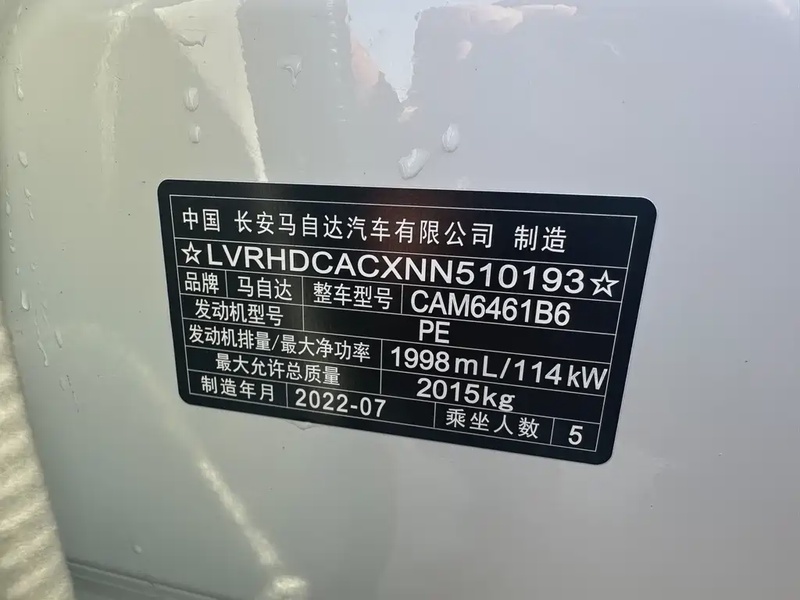 中国 长安马自达汽车有限公司 制造
☆LVRHDCACXNN510193☆
品牌 马自达 整车型号 CAM6461B6
发动机型号 PE
发动机排量/最大净功率 1998mL/114kW
最大允许总质量 2015kg
制造年月 2022-07 乘坐人数 5